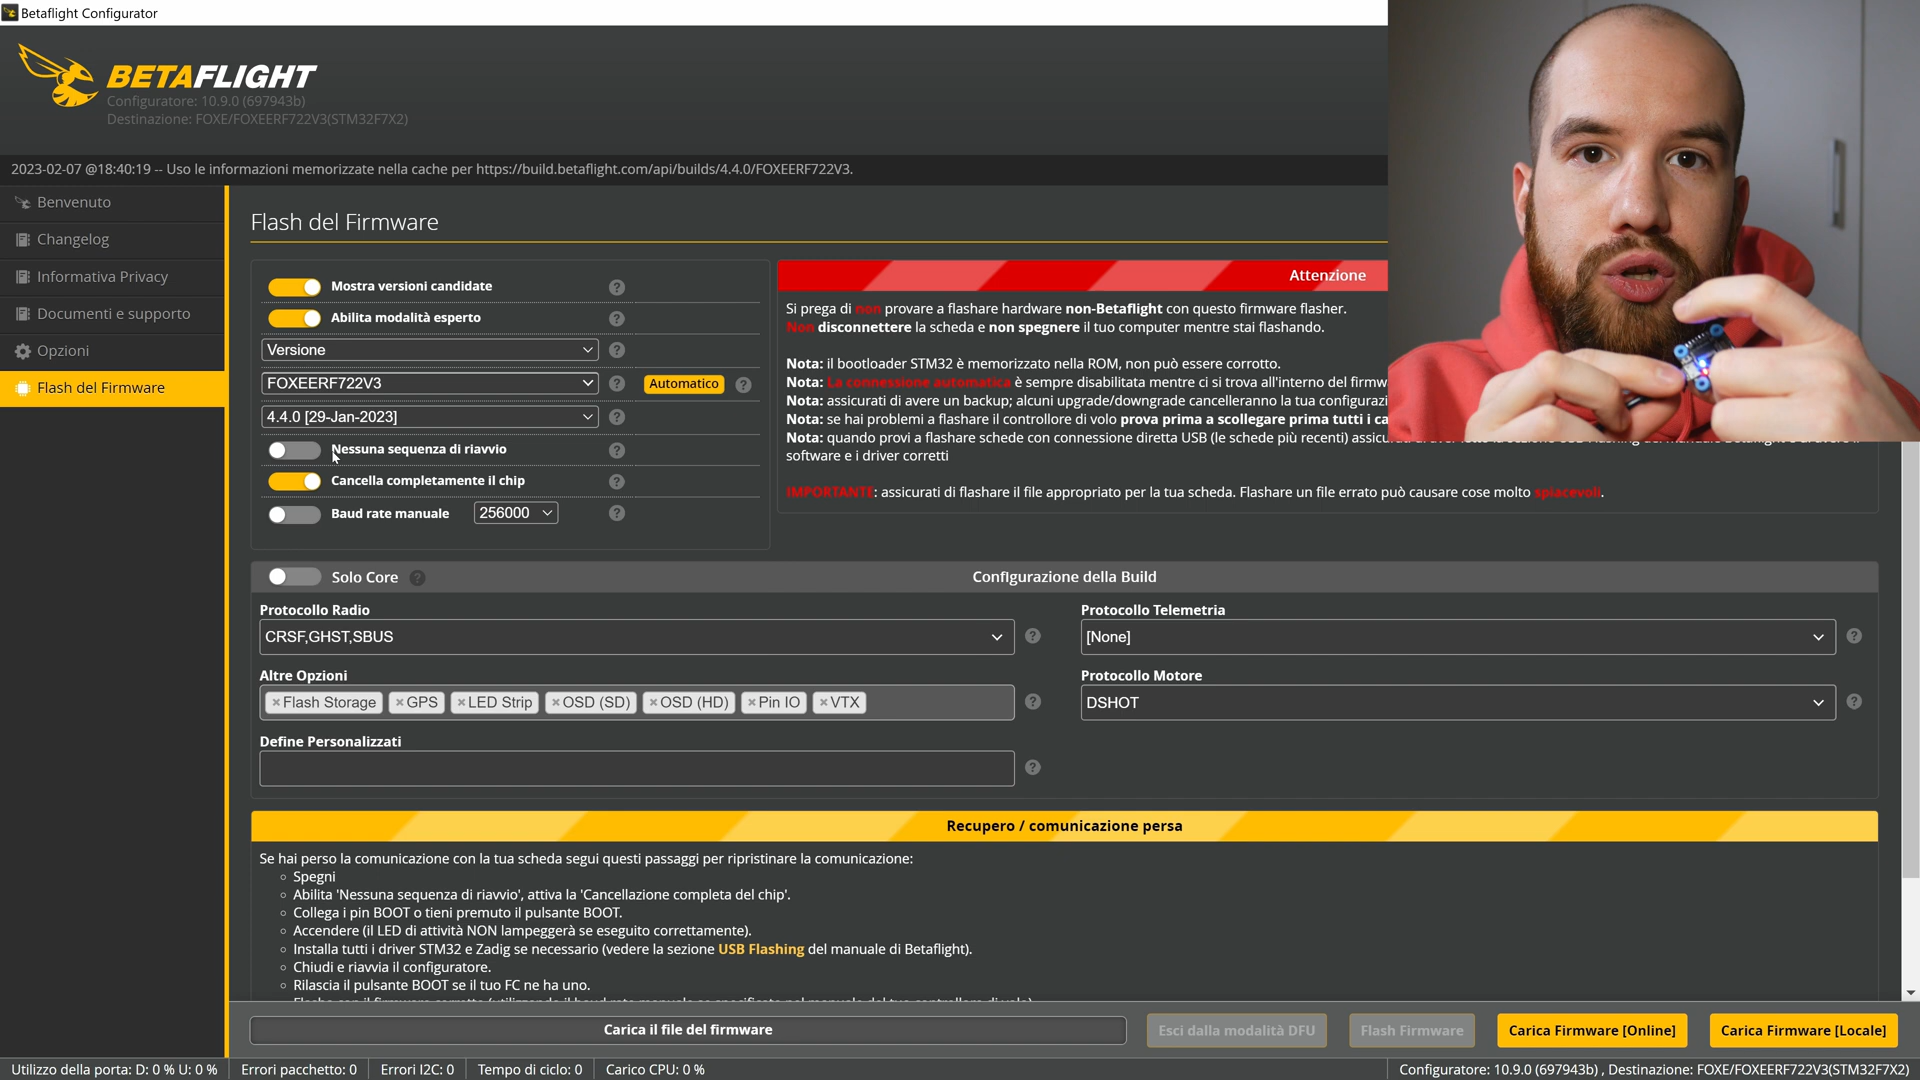 Betaflight Configurator
BETAFLIGHT
Configuratore: 10.9.0 (697943b)
Destinazione: FOXE/FOXEERF722V3(STM32F7X2)
2023-02-07 @18:40:19 -- Uso le informazioni memorizzate nella cache per https://build.betaflight.com/api/builds/4.4.0/FOXEERF722V3.
Benvenuto
Changelog
Informativa Privacy
Documenti e supporto
Opzioni
Flash del Firmware
Flash del Firmware
Mostra versioni candidate
Abilita modalità esperto
Versione
FOXEERF722V3
Automatico
4.4.0 [29-Jan-2023]
Nessuna sequenza di riavvio
Cancella completamente il chip
Baud rate manuale 256000
Attenzione
Si prega di non provare a flashare hardware non-Betaflight con questo firmware flasher.
Non disconnettere la scheda e non spegnere il tuo computer mentre stai flashando.
Nota: il bootloader STM32 è memorizzato nella ROM, non può essere corrotto.
Nota: La connessione automatica è sempre disabilitata mentre ci si trova all'interno del firmw
Nota: assicurati di avere un backup; alcuni upgrade/downgrade cancelleranno la tua configurazi
Nota: se hai problemi a flashare il controllore di volo prova prima a scollegare prima tutti i ca
Nota: quando provi a flashare schede con connessione diretta USB (le schede più recenti)
software e i driver corretti
IMPORTANTE: assicurati di flashare il file appropriato per la tua scheda. Flashare un file errato può causare cose molto spiacevoli.
Solo Core
Configurazione della Build
Protocollo Radio
CRSF,GHST,SBUS
Protocollo Telemetria
[None]
Altre Opzioni
×Flash Storage ×GPS ×LED Strip ×OSD (SD) ×OSD (HD) ×Pin IO ×VTX
Protocollo Motore
DSHOT
Define Personalizzati
Recupero / comunicazione persa
Se hai perso la comunicazione con la tua scheda segui questi passaggi per ripristinare la comunicazione:
Spegni
Abilita 'Nessuna sequenza di riavvio', attiva la 'Cancellazione completa del chip'.
Collega i pin BOOT o tieni premuto il pulsante BOOT.
Accendere (il LED di attività NON lampeggerà se eseguito correttamente).
Installa tutti i driver STM32 e Zadig se necessario (vedere la sezione USB Flashing del manuale di Betaflight).
Chiudi e riavvia il configuratore.
Rilascia il pulsante BOOT se il tuo FC ne ha uno.
Carica il file del firmware
Esci dalla modalità DFU
Flash Firmware
Carica Firmware [Online]
Carica Firmware [Locale]
Utilizzo della porta: D: 0 % U: 0 %
Errori pacchetto: 0
Errori I2C: 0
Tempo di ciclo: 0
Carico CPU: 0 %
Configuratore: 10.9.0 (697943b) , Destinazione: FOXE/FOXEERF722V3(STM32F7X2)